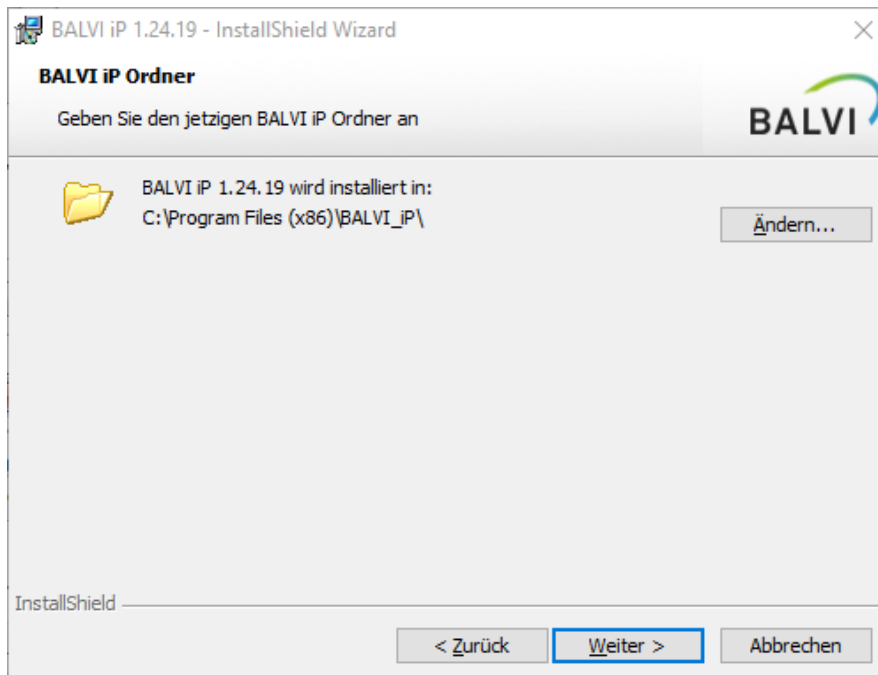 BALVI iP 1.24.19 - InstallShield Wizard
BALVI iP Ordner
Geben Sie den jetzigen BALVI iP Ordner an
BALVI
BALVI iP 1.24.19 wird installiert in:
C:\Program Files (x86)\BALVI_iP\
Ändern...
InstallShield
< Zurück
Weiter >
Abbrechen